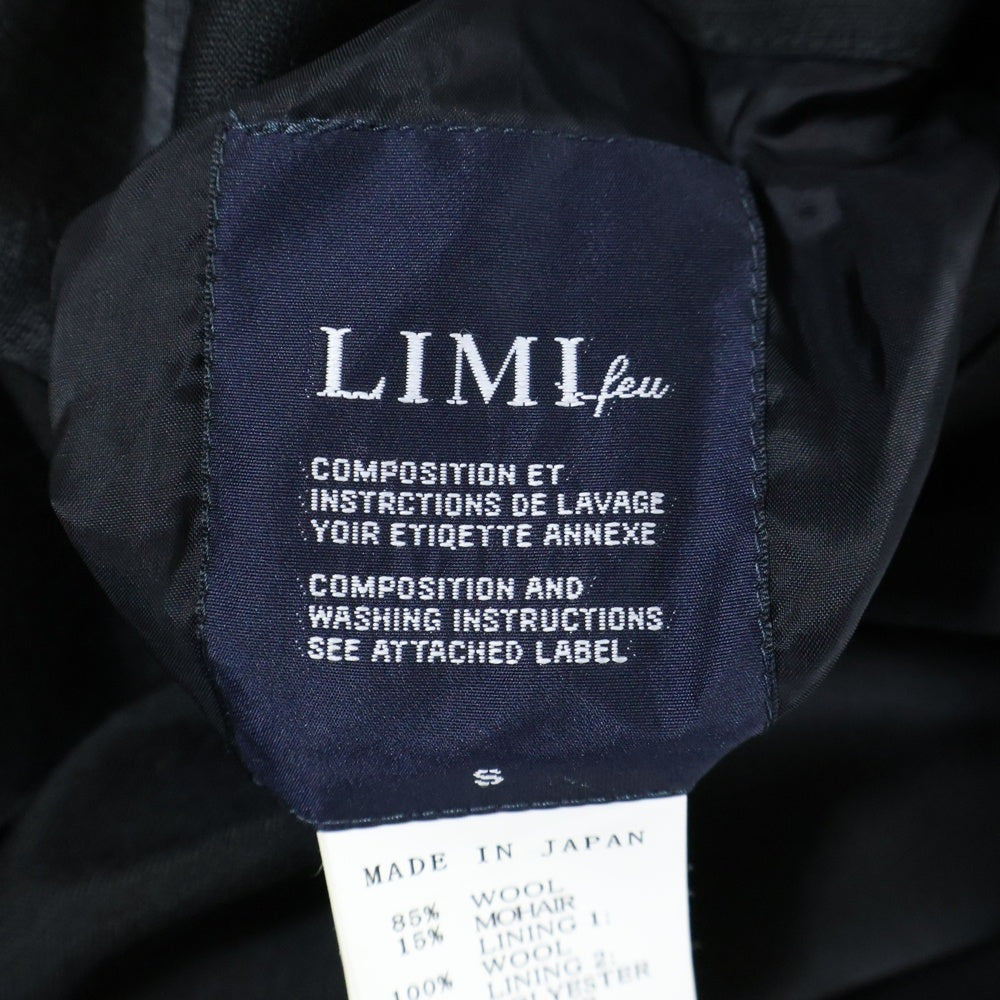 LIMI feu
COMPOSITION ET
INSTRCTIONS DE LAVAGE
YOIR ETIQETTE ANNEXE
COMPOSITION AND
WASHING INSTRUCTIONS
SEE ATTACHED LABEL
S
MADE IN JAPAN
85% WOOL
15% MOHAIR
LINING 1:
100% WOOL
LINING 2: